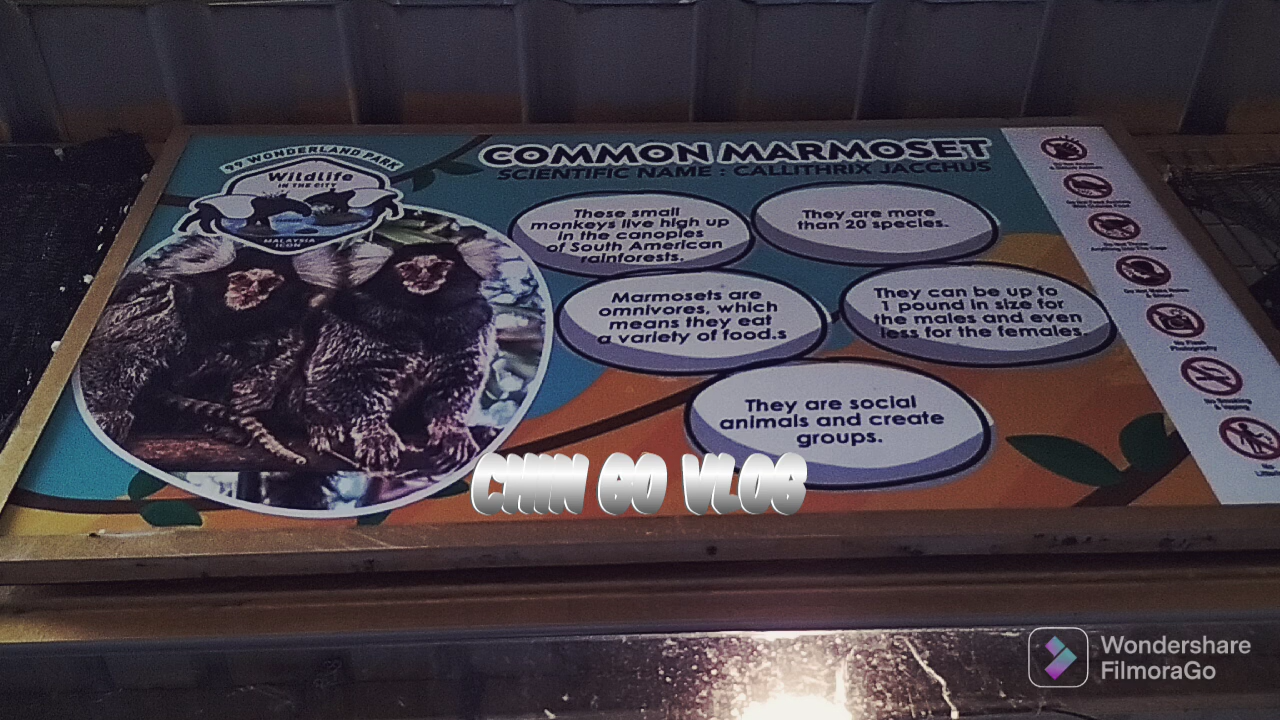 99 WONDERLAND PARK
Wildlife
IN THE CITY
MALAYSIA
ICON
COMMON MARMOSET
SCIENTIFIC NAME : CALLITHRIX JACCHUS
These small
monkeys live high up
in the canopies
of South American
rainforests.
They are more
than 20 species.
Marmosets are
omnivores, which
means they eat
a variety of food.s
They can be up to
1 pound in size for
the males and even
less for the females.
They are social
animals and create
groups.
No Flash
Photography
CHIN GO VLOG
Wondershare
FilmoraGo